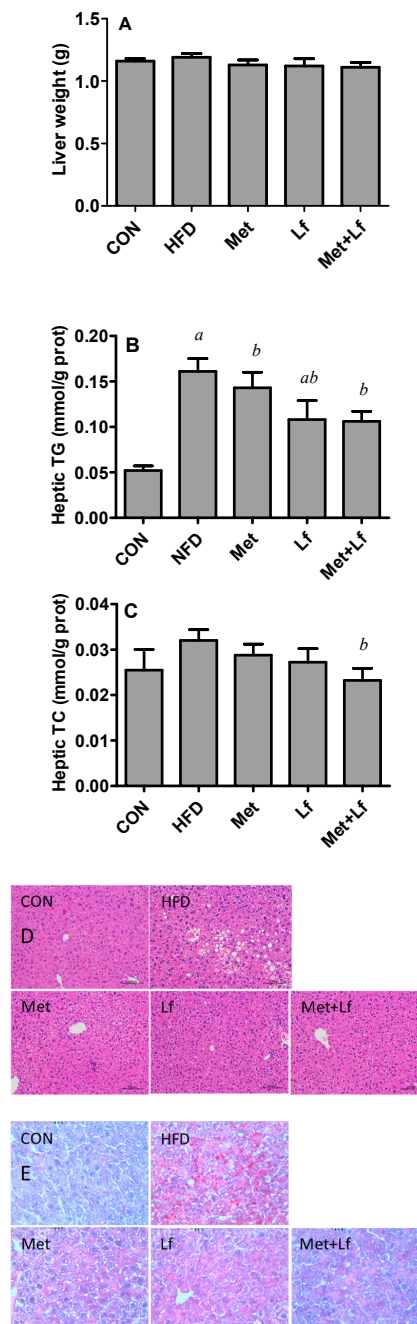 A
Liver weight (g)
1.5
1.0
0.5
0.0
CON HFD Met Lf Met+Lf
B
Heptic TG (mmol/g prot)
0.20
0.15
0.10
0.05
0.00
a b ab b
CON NFD Met Lf Met+Lf
C
Heptic TC (mmol/g prot)
0.04
0.03
0.02
0.01
0.00
b
CON HFD Met Lf Met+Lf
CON HFD
D
Met Lf Met+Lf
CON HFD
E
Met Lf Met+Lf